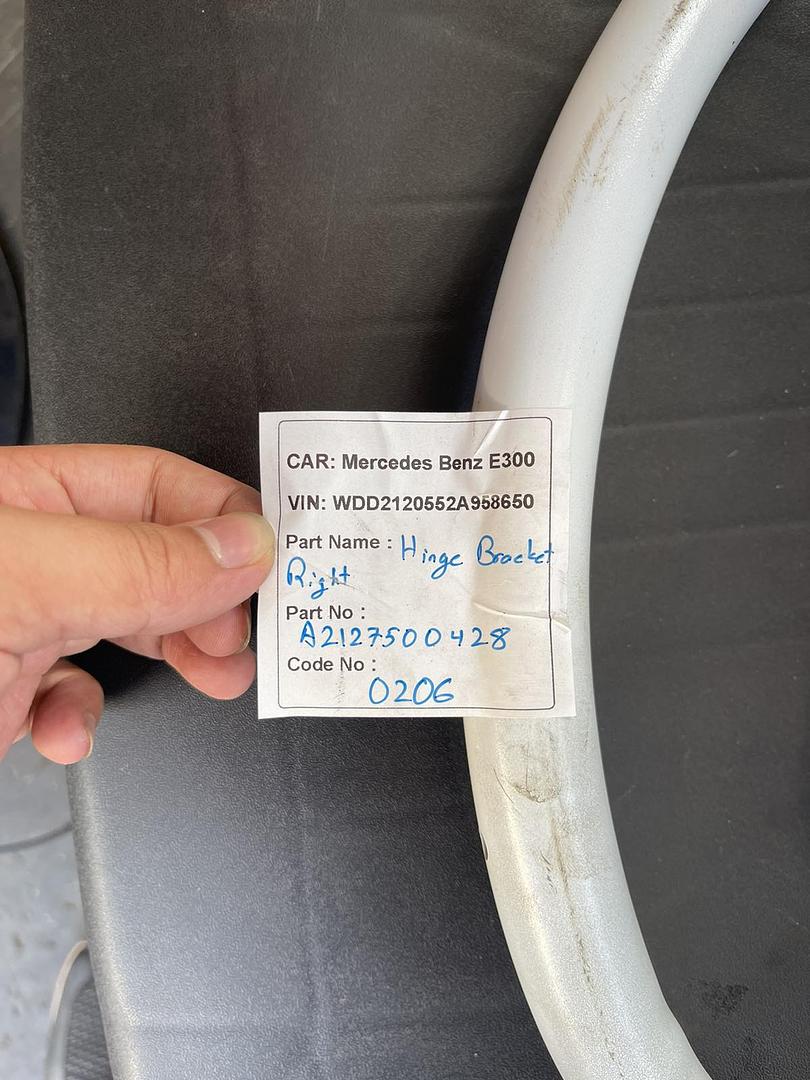 CAR: Mercedes Benz E300
VIN: WDD2120552A958650
Part Name : Hinge Bracket
Right
Part No :
A2127500428
Code No :
0206